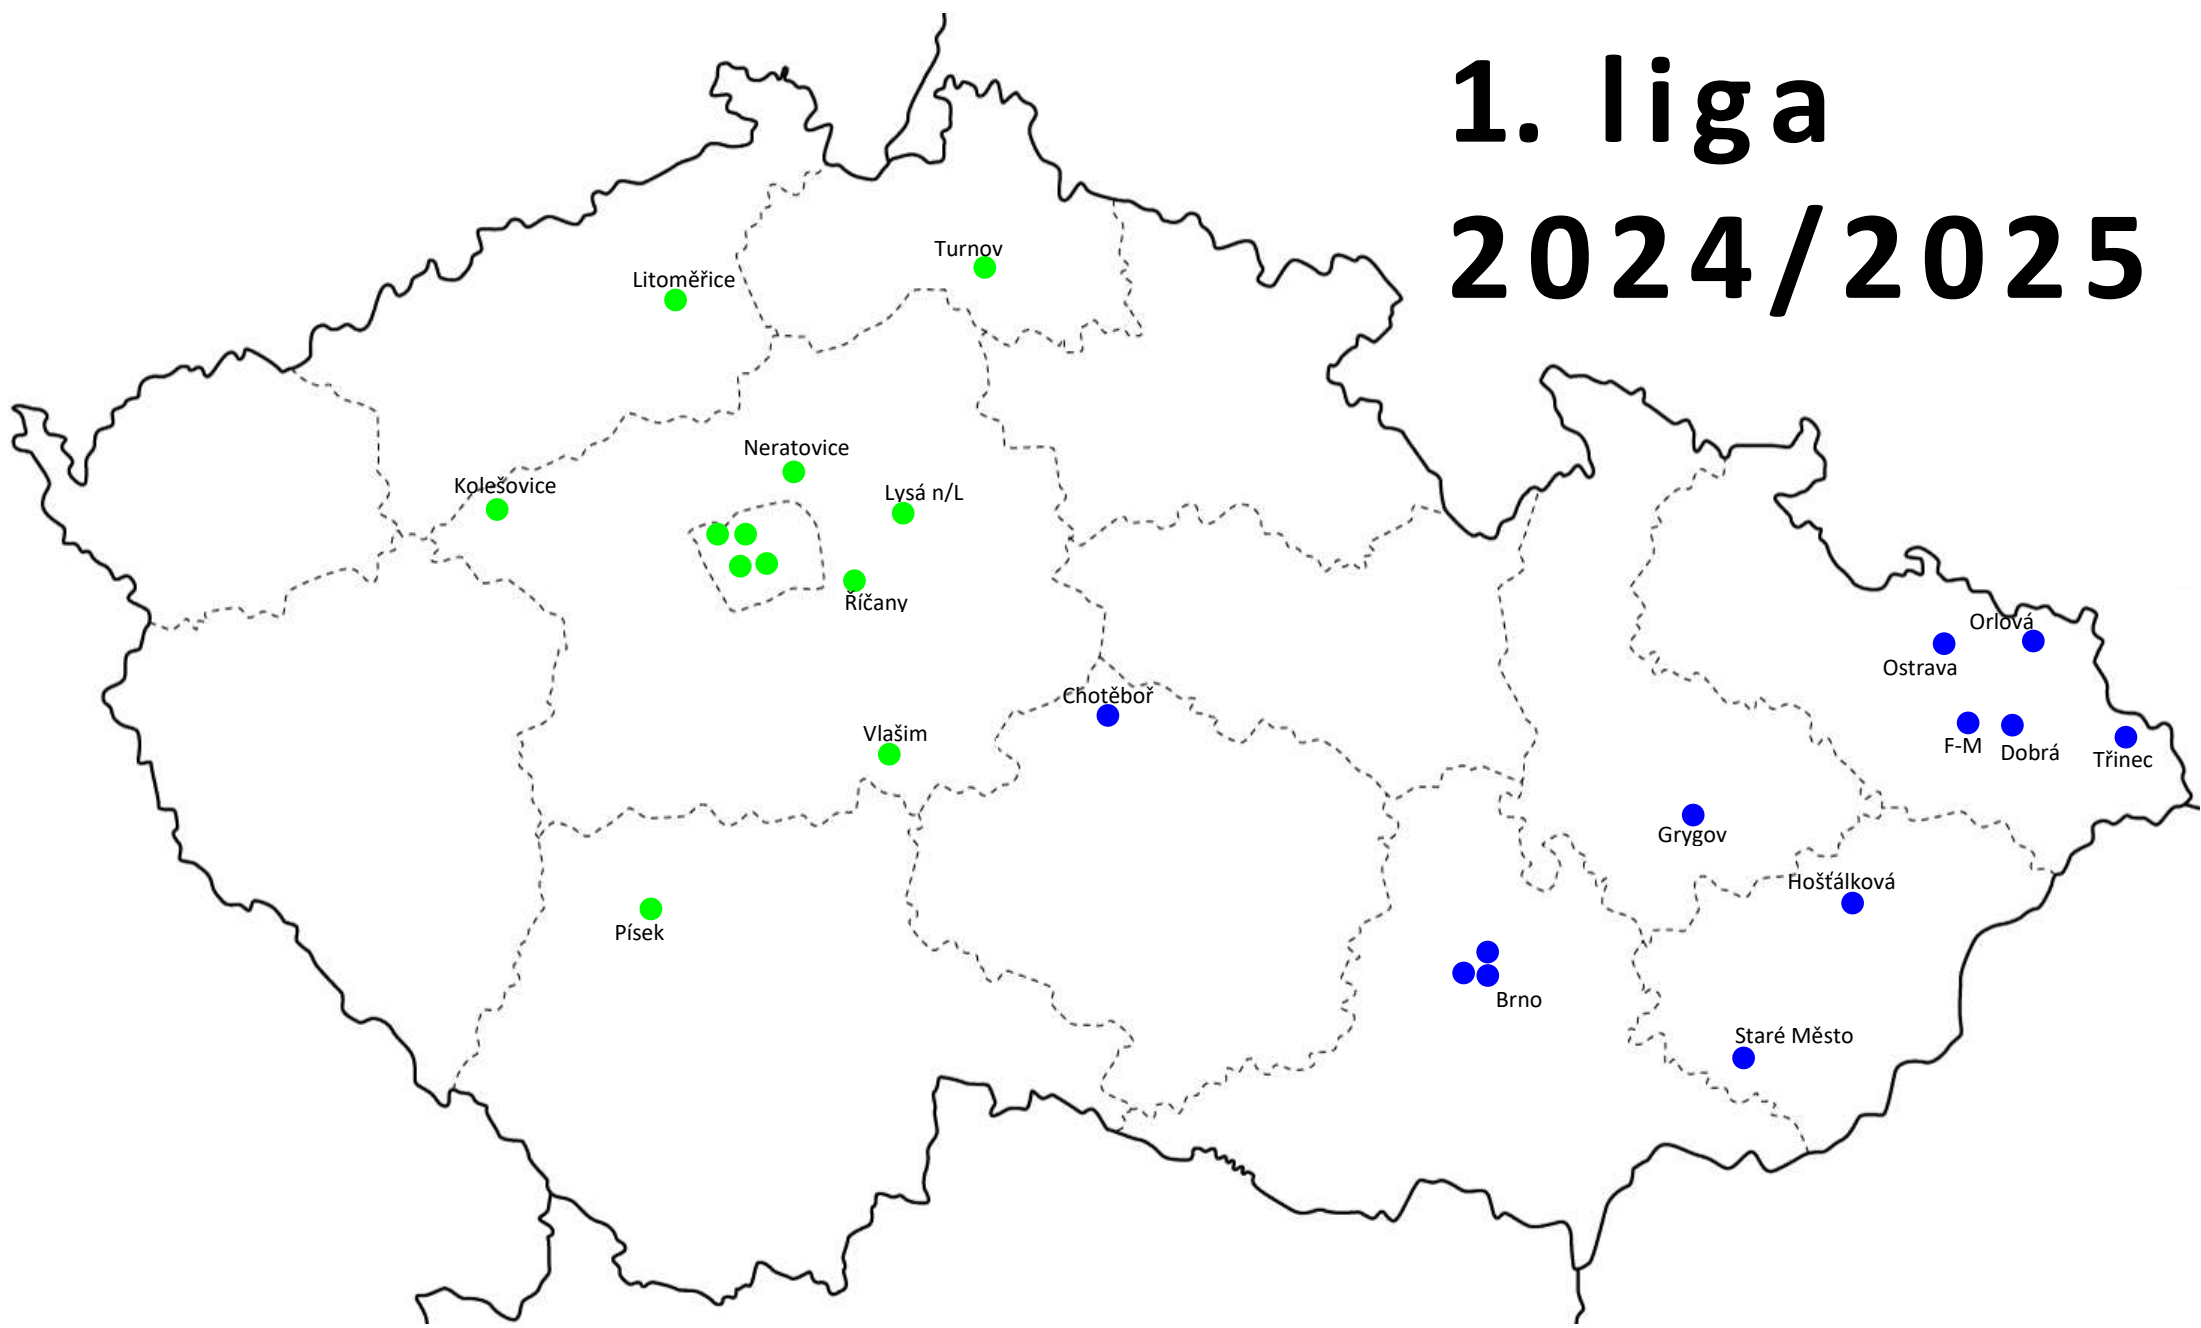 1. liga
2024/2025
Turnov
Litoměřice
Neratovice
Kolešovice
Lysá n/L
Říčany
Orlová
Ostrava
Chotěboř
Vlašim
F-M
Dobrá
Třinec
Grygov
Hošťálková
Písek
Brno
Staré Město